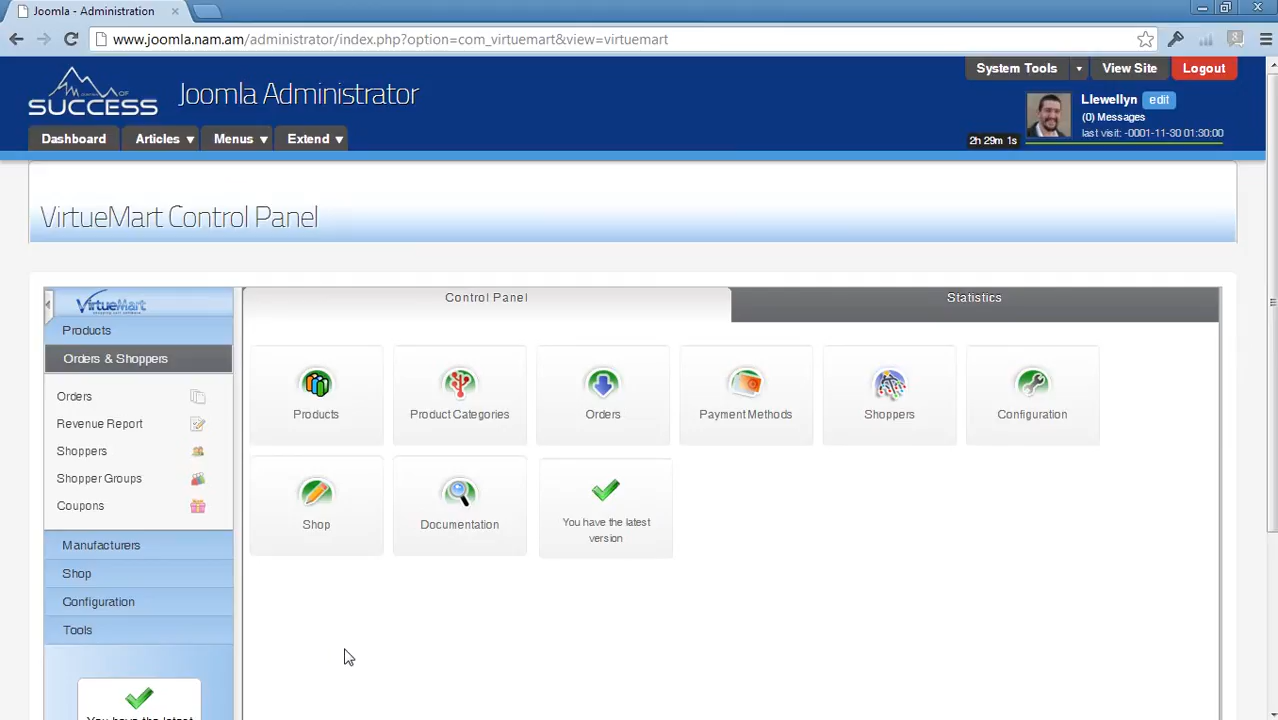 Joomla - Administration
www.joomla.nam.am/administrator/index.php?option=com_virtuemart&view=virtuemart
System Tools View Site Logout
SUCCESS
Joomla Administrator
Llewellyn edit
(0) Messages
last visit: -0001-11-30 01:30:00
2h 29m 1s
Dashboard Articles Menus Extend
VirtueMart Control Panel
VirtueMart
Control Panel Statistics
Products
Orders & Shoppers
Orders
Revenue Report
Shoppers
Shopper Groups
Coupons
Manufacturers
Shop
Configuration
Tools
You have the latest
Products Product Categories Orders Payment Methods Shoppers Configuration
Shop Documentation You have the latest
version